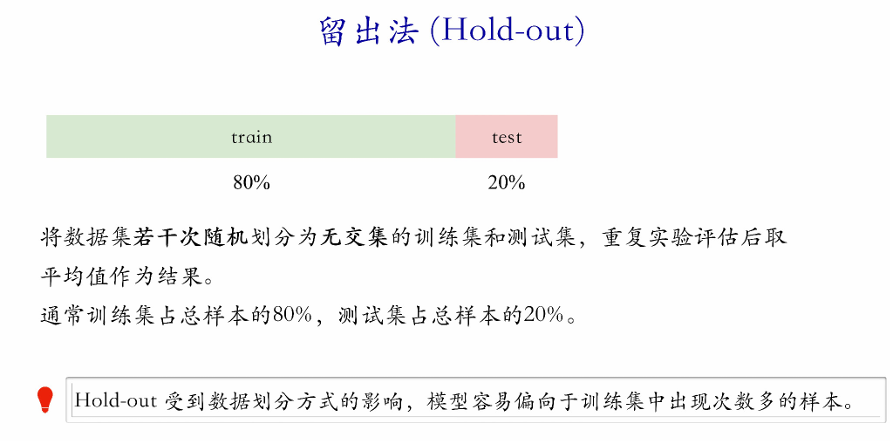 留出法 (Hold-out)
train test
80% 20%
将数据集若干次随机划分为无交集的训练集和测试集，重复实验评估后取
平均值作为结果。
通常训练集占总样本的80%，测试集占总样本的20%。
Hold-out 受到数据划分方式的影响，模型容易偏向于训练集中出现次数多的样本。